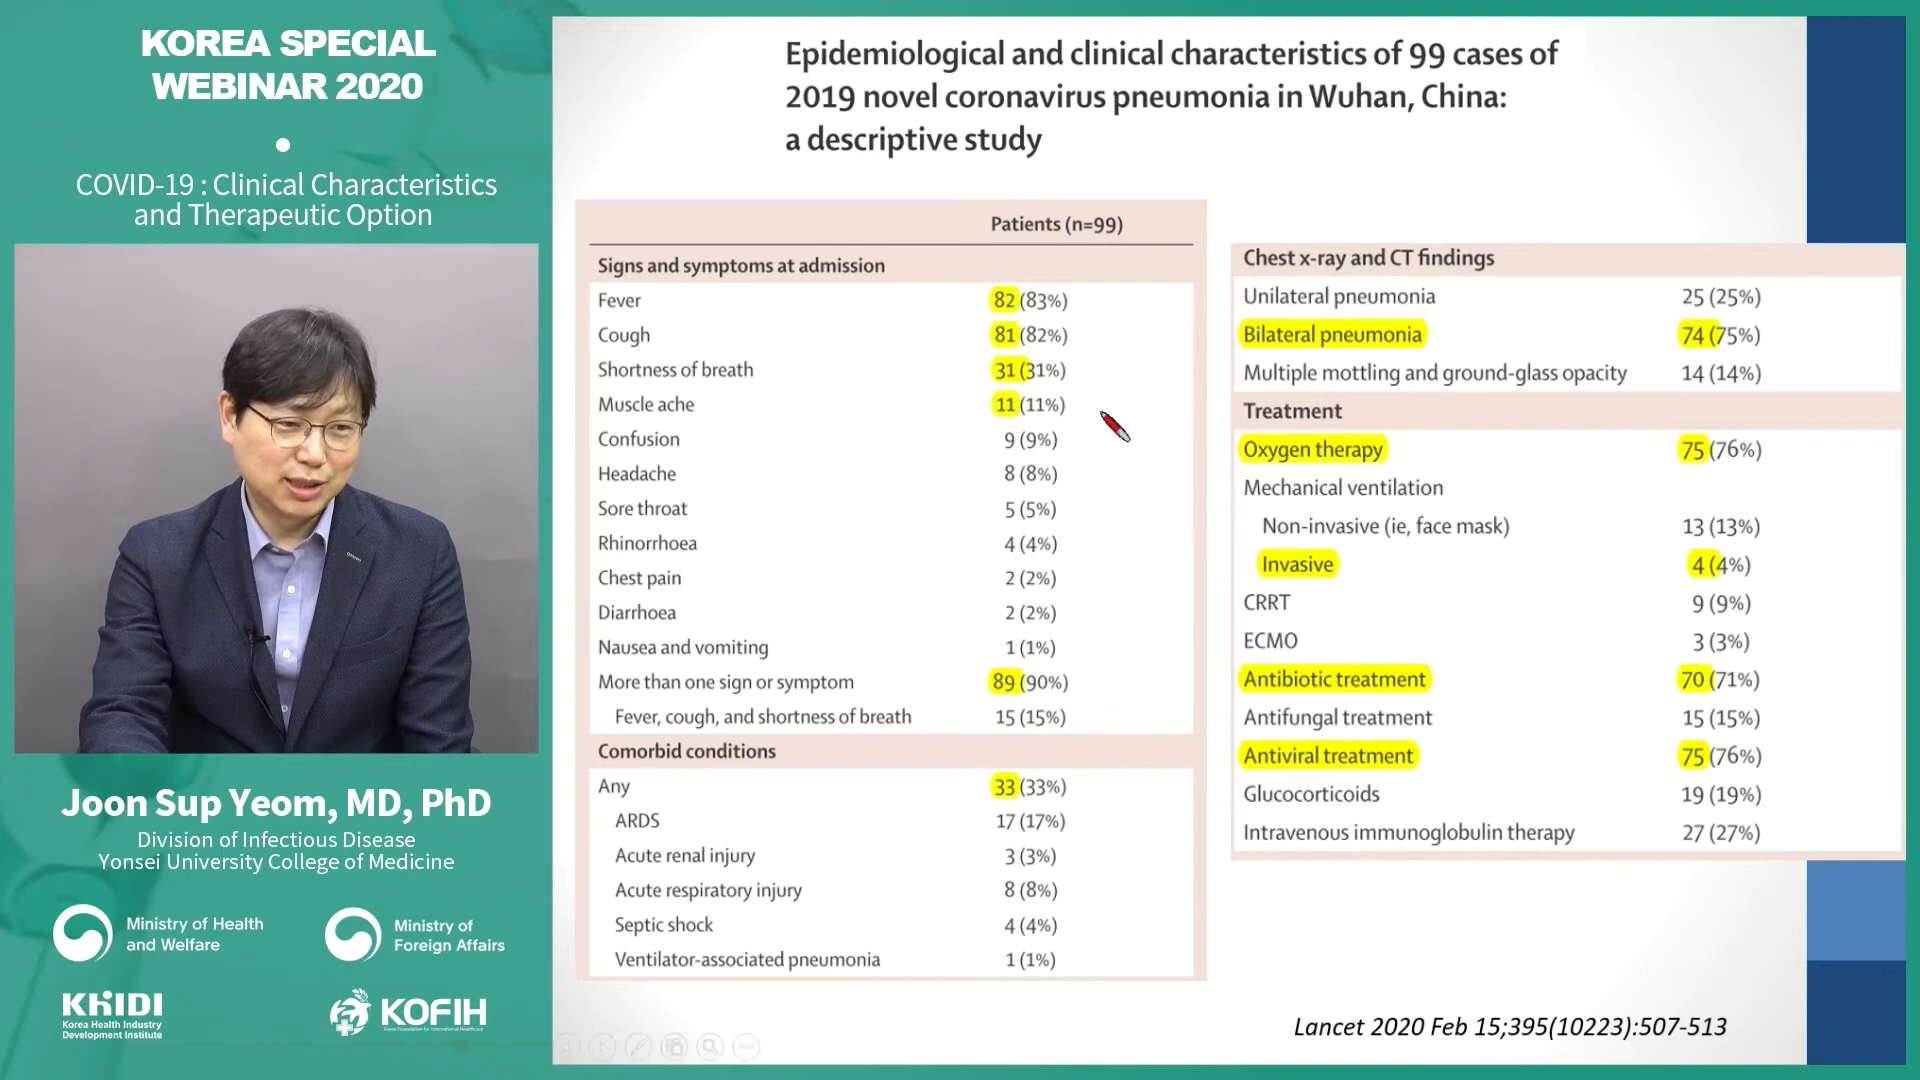 KOREA SPECIAL
WEBINAR 2020
COVID-19 : Clinical Characteristics
and Therapeutic Option
Joon Sup Yeom, MD, PhD
Division of Infectious Disease
Yonsei University College of Medicine
Ministry of Health
and Welfare
Ministry of
Foreign Affairs
KHIDI
Korea Health Industry
Development Institute
KOFIH
Korea Foundation for International Healthcare
Epidemiological and clinical characteristics of 99 cases of
2019 novel coronavirus pneumonia in Wuhan, China:
a descriptive study
Patients (n=99)
Signs and symptoms at admission
Fever 82 (83%)
Cough 81 (82%)
Shortness of breath 31 (31%)
Muscle ache 11 (11%)
Confusion 9 (9%)
Headache 8 (8%)
Sore throat 5 (5%)
Rhinorrhoea 4 (4%)
Chest pain 2 (2%)
Diarrhoea 2 (2%)
Nausea and vomiting 1 (1%)
More than one sign or symptom 89 (90%)
Fever, cough, and shortness of breath 15 (15%)
Comorbid conditions
Any 33 (33%)
ARDS 17 (17%)
Acute renal injury 3 (3%)
Acute respiratory injury 8 (8%)
Septic shock 4 (4%)
Ventilator-associated pneumonia 1 (1%)
Chest x-ray and CT findings
Unilateral pneumonia 25 (25%)
Bilateral pneumonia 74 (75%)
Multiple mottling and ground-glass opacity 14 (14%)
Treatment
Oxygen therapy 75 (76%)
Mechanical ventilation
Non-invasive (ie, face mask) 13 (13%)
Invasive 4 (4%)
CRRT 9 (9%)
ECMO 3 (3%)
Antibiotic treatment 70 (71%)
Antifungal treatment 15 (15%)
Antiviral treatment 75 (76%)
Glucocorticoids 19 (19%)
Intravenous immunoglobulin therapy 27 (27%)
Lancet 2020 Feb 15;395(10223):507-513